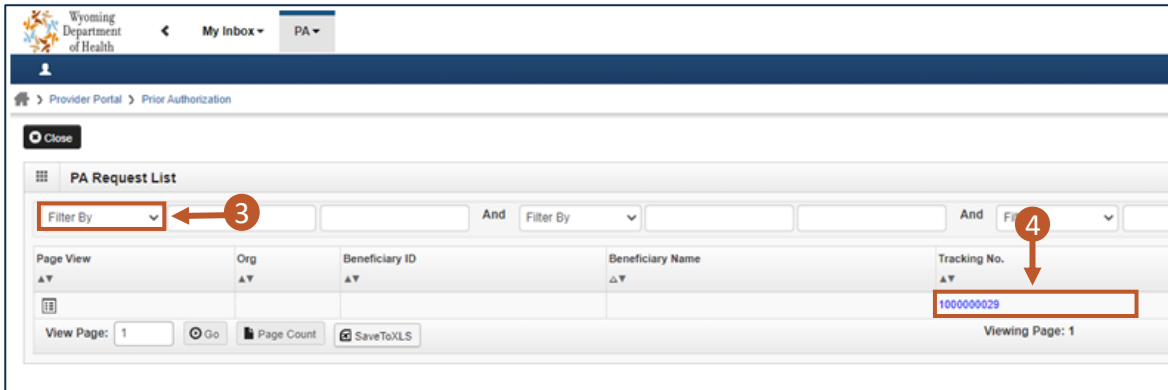 Wyoming
Department
of Health
My Inbox
PA
Provider Portal
Prior Authorization
Close
PA Request List
Filter By
3
And
Filter By
And
4
Page View
Org
Beneficiary ID
Beneficiary Name
Tracking No.
1000000029
View Page: 1
Go
Page Count
SaveToXLS
Viewing Page: 1